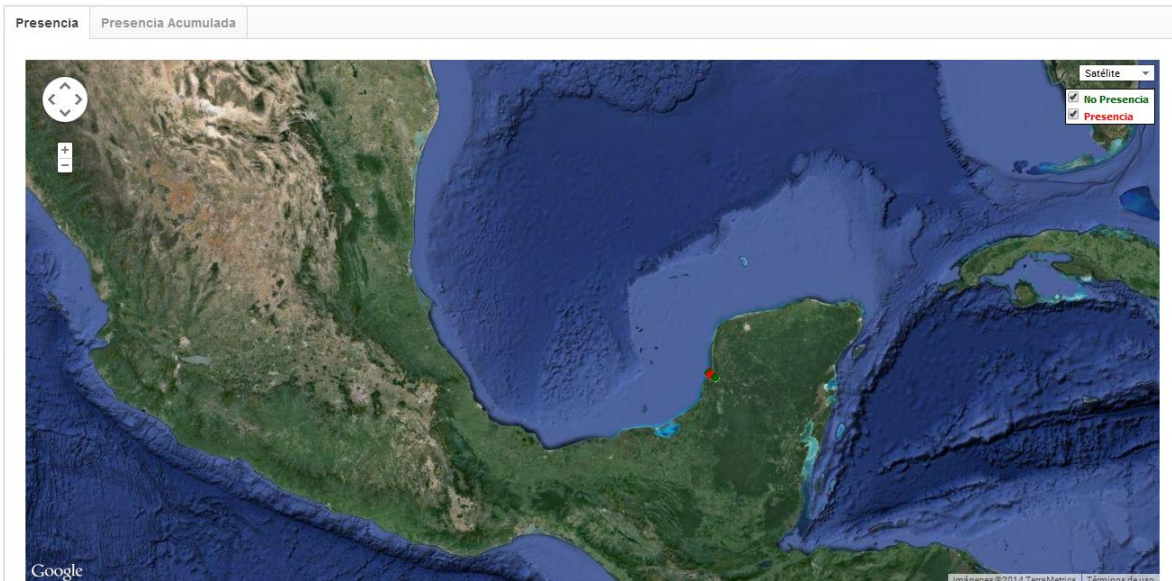 Presencia
Presencia Acumulada
Satélite
No Presencia
Presencia
Google
Imágenes ©2014 TerraMetrics
Términos de uso